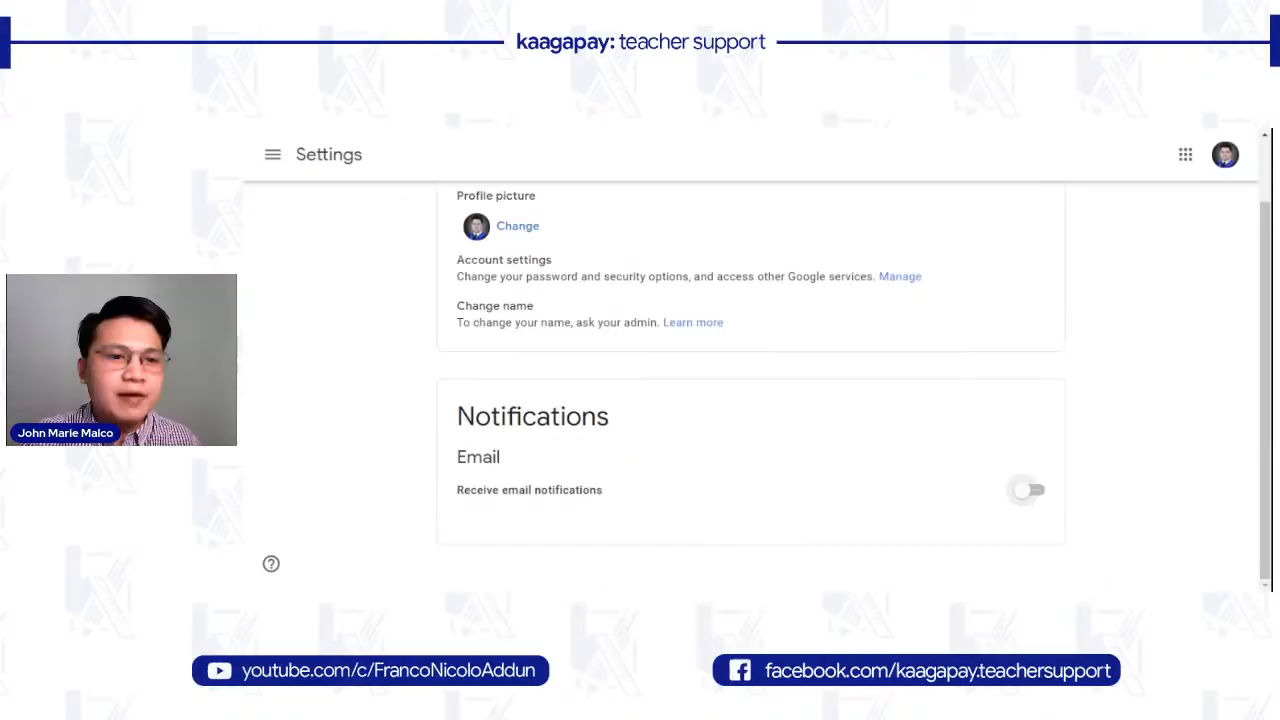 kaagapay: teacher support
Settings
Profile picture
Change
Account settings
Change your password and security options, and access other Google services. Manage
Change name
To change your name, ask your admin. Learn more
Notifications
Email
Receive email notifications
John Marie Malco
youtube.com/c/FrancoNicoloAddun
facebook.com/kaagapay.teachersupport